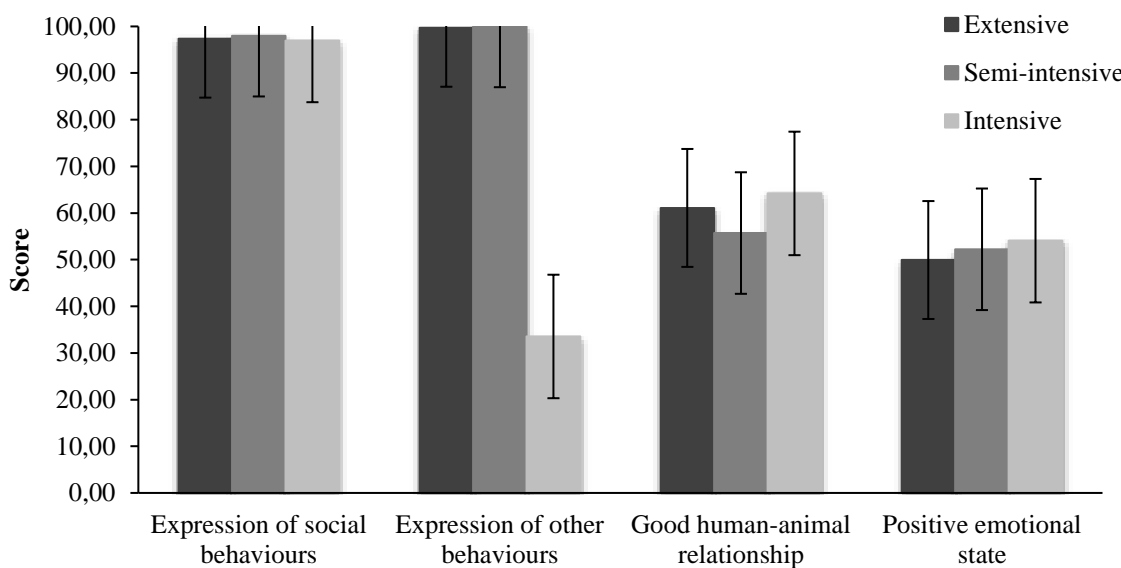 100,00
90,00
80,00
70,00
60,00
50,00
40,00
30,00
20,00
10,00
0,00
Score
Extensive
Semi-intensive
Intensive
Expression of social
behaviours
Expression of other
behaviours
Good human-animal
relationship
Positive emotional
state